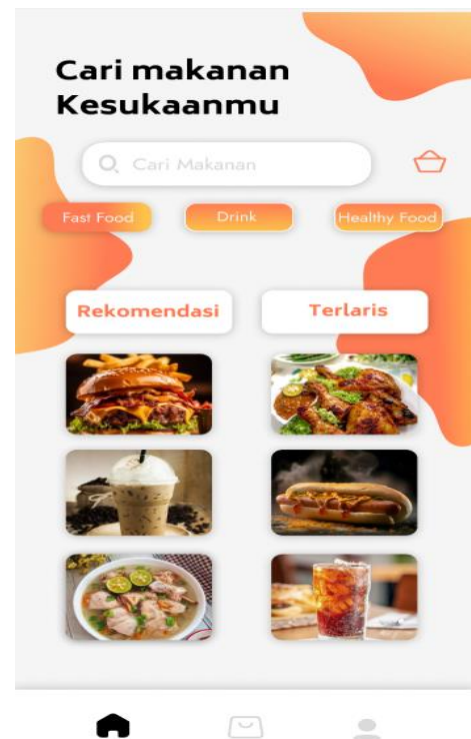 Cari makanan
Kesukaanmu
Cari Makanan
Fast Food
Drink
Healthy Food
Rekomendasi
Terlaris